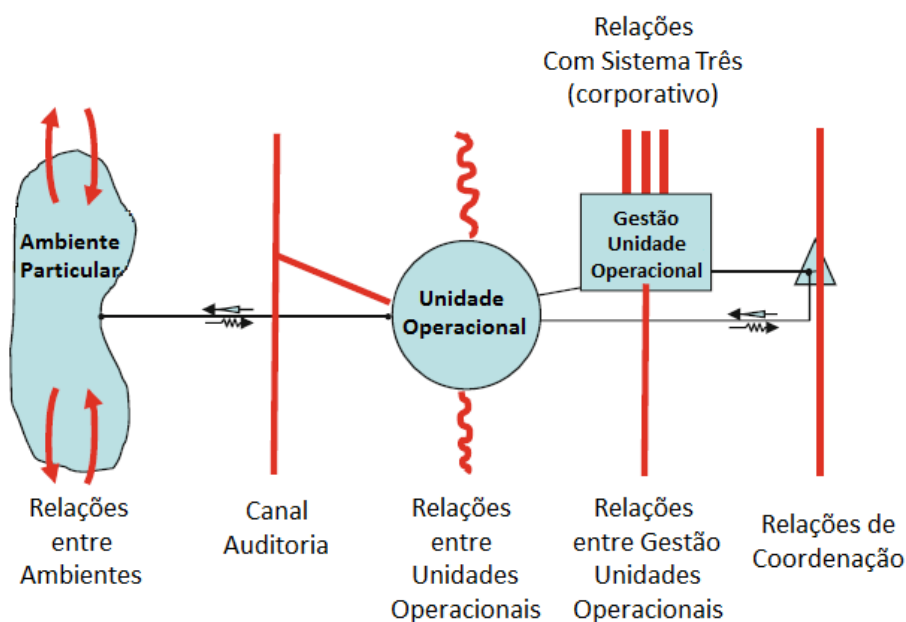 Relações
Com Sistema Três
(corporativo)
Ambiente
Particular
Unidade
Operacional
Gestão
Unidade
Operacional
Relações
entre
Ambientes
Canal
Auditoria
Relações
entre
Unidades
Operacionais
Relações
entre Gestão
Unidades
Operacionais
Relações de
Coordenação